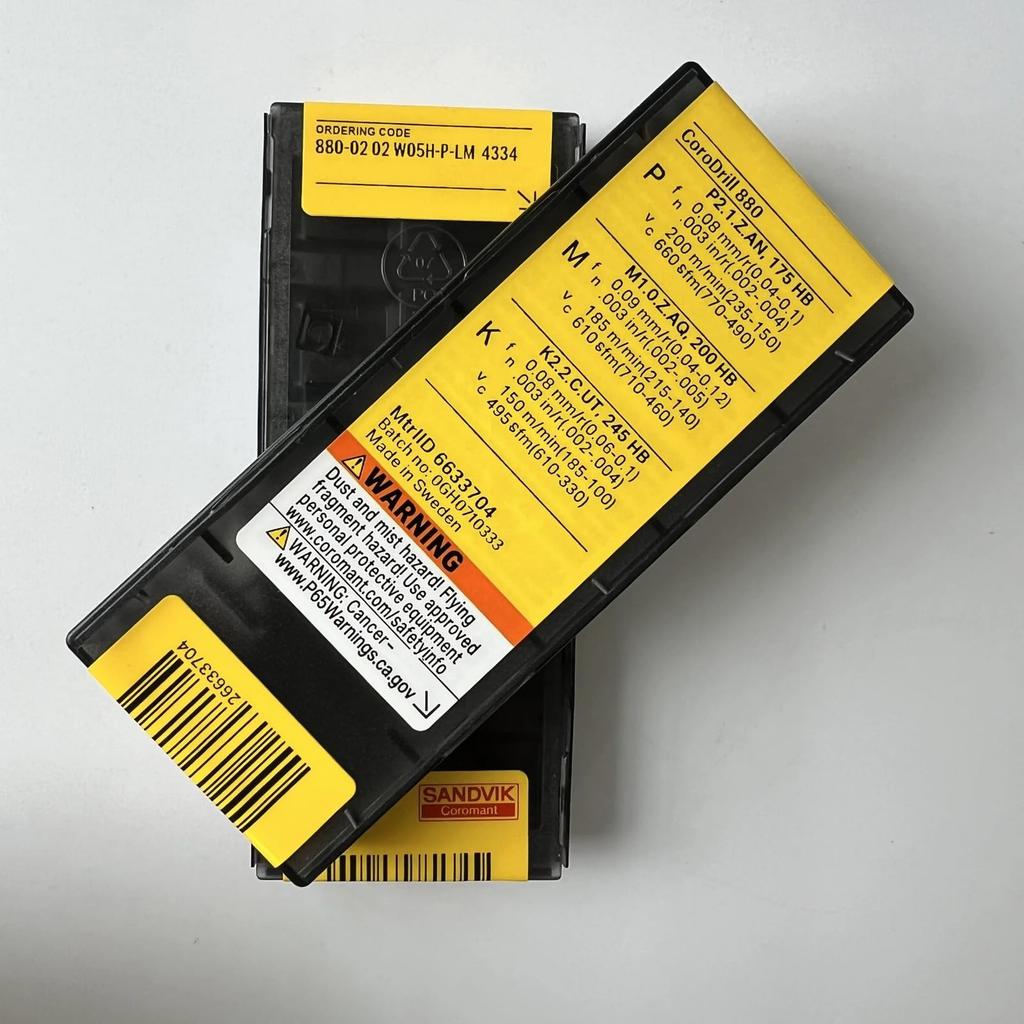 ORDERING CODE
880-02 02 W05H-P-LM 4334
CoroDrill 880
P P2.1.Z.AN, 175 HB
fn 0.08 mm/r(0.04-0.1)
.003 in/r(.002-.004)
vc 200 m/min(235-150)
660 sfm(770-490)
M M1.0.Z.AQ, 200 HB
fn 0.09 mm/r(0.04-0.12)
.003 in/r(.002-.005)
vc 185 m/min(215-140)
610 sfm(710-460)
K K2.2.C.UT, 245 HB
fn 0.08 mm/r(0.06-0.1)
.003 in/r(.002-.004)
vc 150 m/min(185-100)
495 sfm(610-330)
MtrlID 6633704
Batch no: 0GH0710333
Made in Sweden
WARNING
Dust and mist hazard! Flying
fragment hazard! Use approved
personal protective equipment
www.coromant.com/safetyinfo
WARNING: Cancer–
www.P65Warnings.ca.gov
26633704
SANDVIK
Coromant